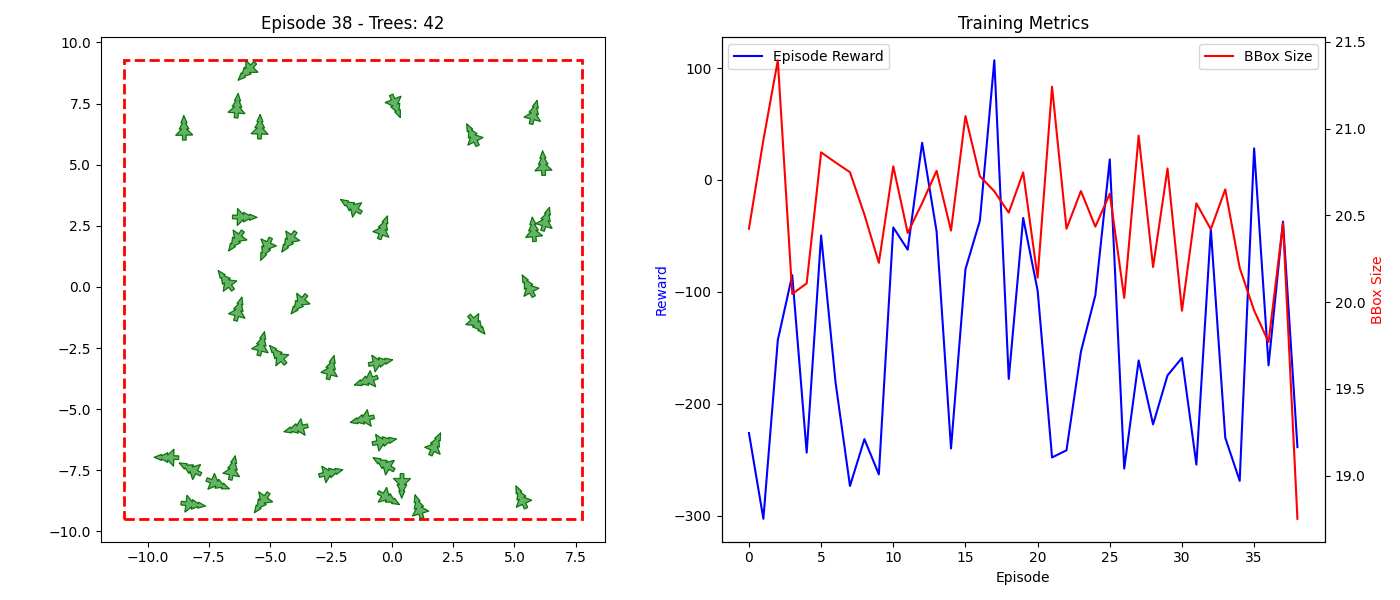 Episode 38 - Trees: 42
10.0
7.5
5.0
2.5
0.0
−2.5
−5.0
−7.5
−10.0
−10.0 −7.5 −5.0 −2.5 0.0 2.5 5.0 7.5
Training Metrics
Episode Reward
BBox Size
100
0
−100
−200
−300
Reward
21.5
21.0
20.5
20.0
19.5
19.0
BBox Size
0 5 10 15 20 25 30 35
Episode